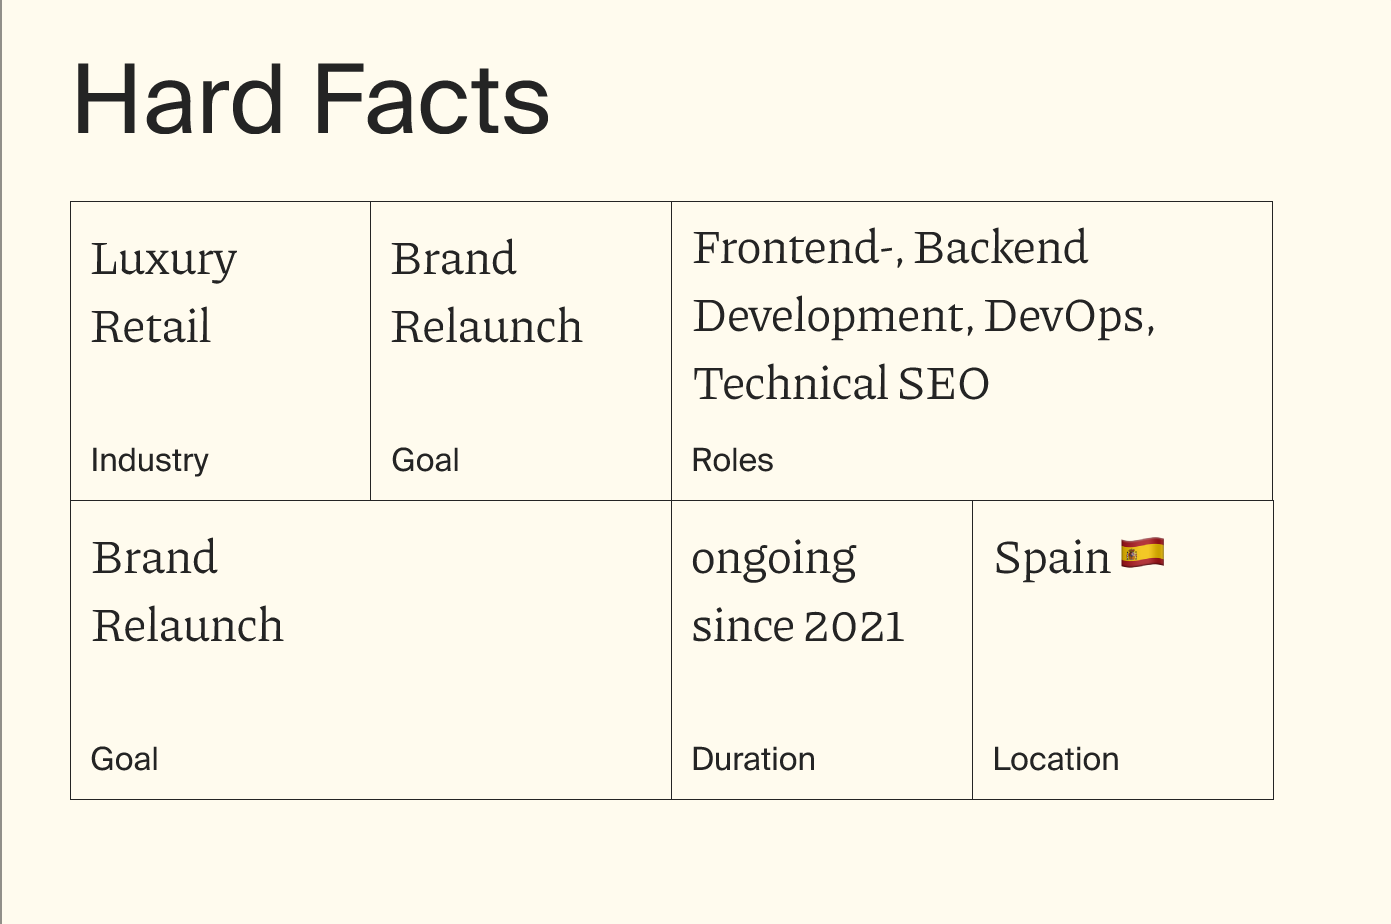 Hard Facts
Luxury
Retail
Industry
Brand
Relaunch
Goal
Frontend-, Backend
Development, DevOps,
Technical SEO
Roles
Brand
Relaunch
Goal
ongoing
since 2021
Duration
Spain 🇪🇸
Location